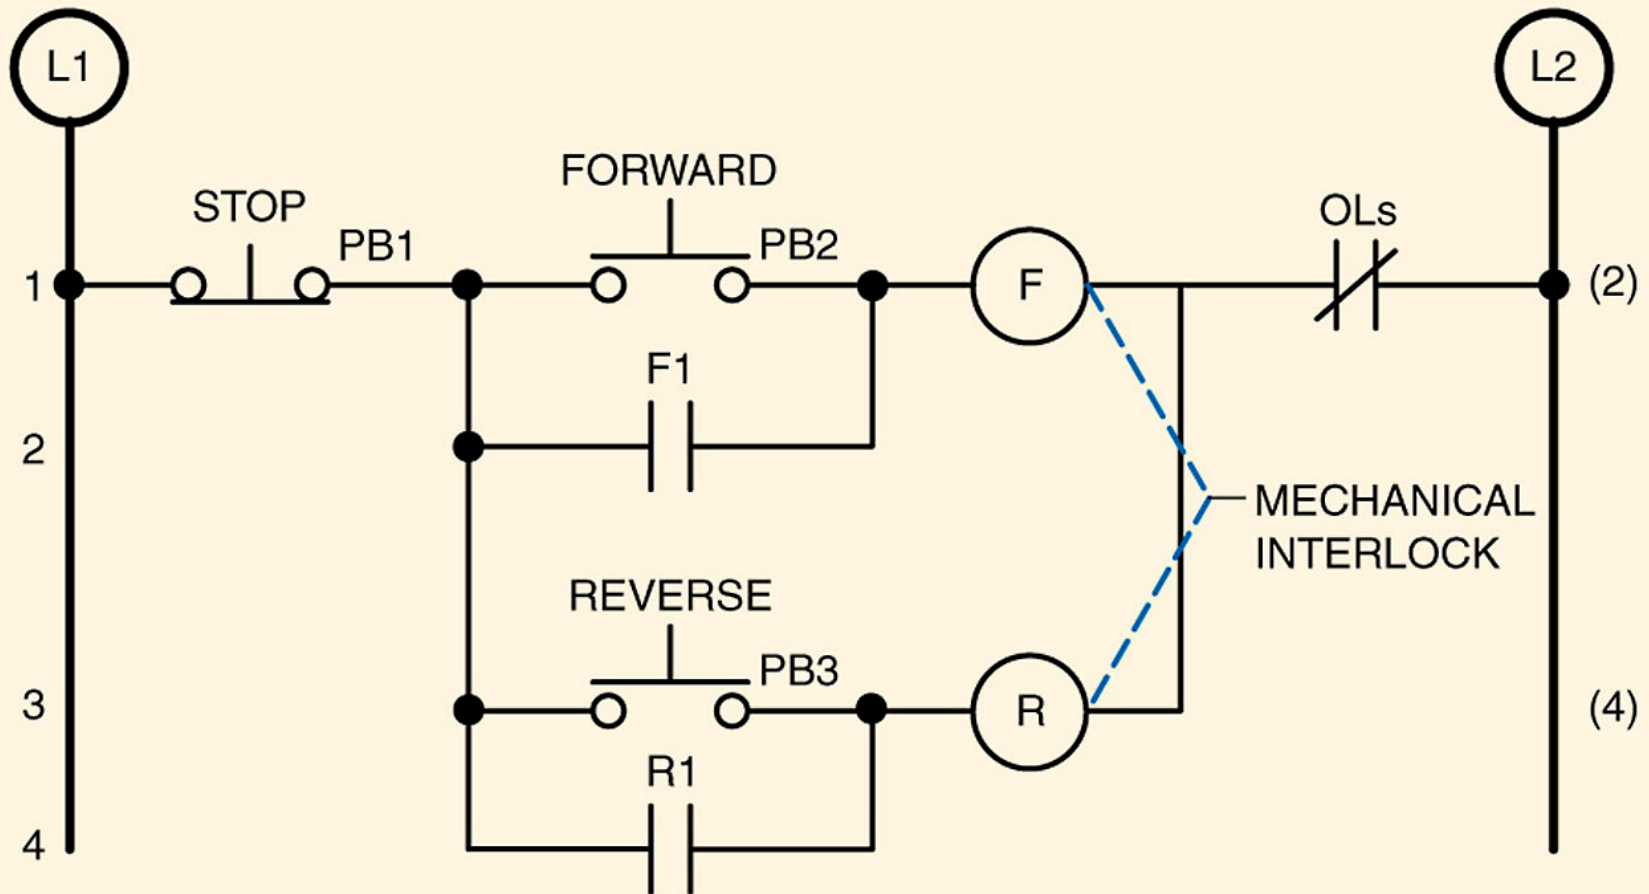 L1
L2
FORWARD
STOP
OLs
PB1
PB2
1
F
(2)
F1
2
MECHANICAL
INTERLOCK
REVERSE
PB3
3
R
(4)
R1
4